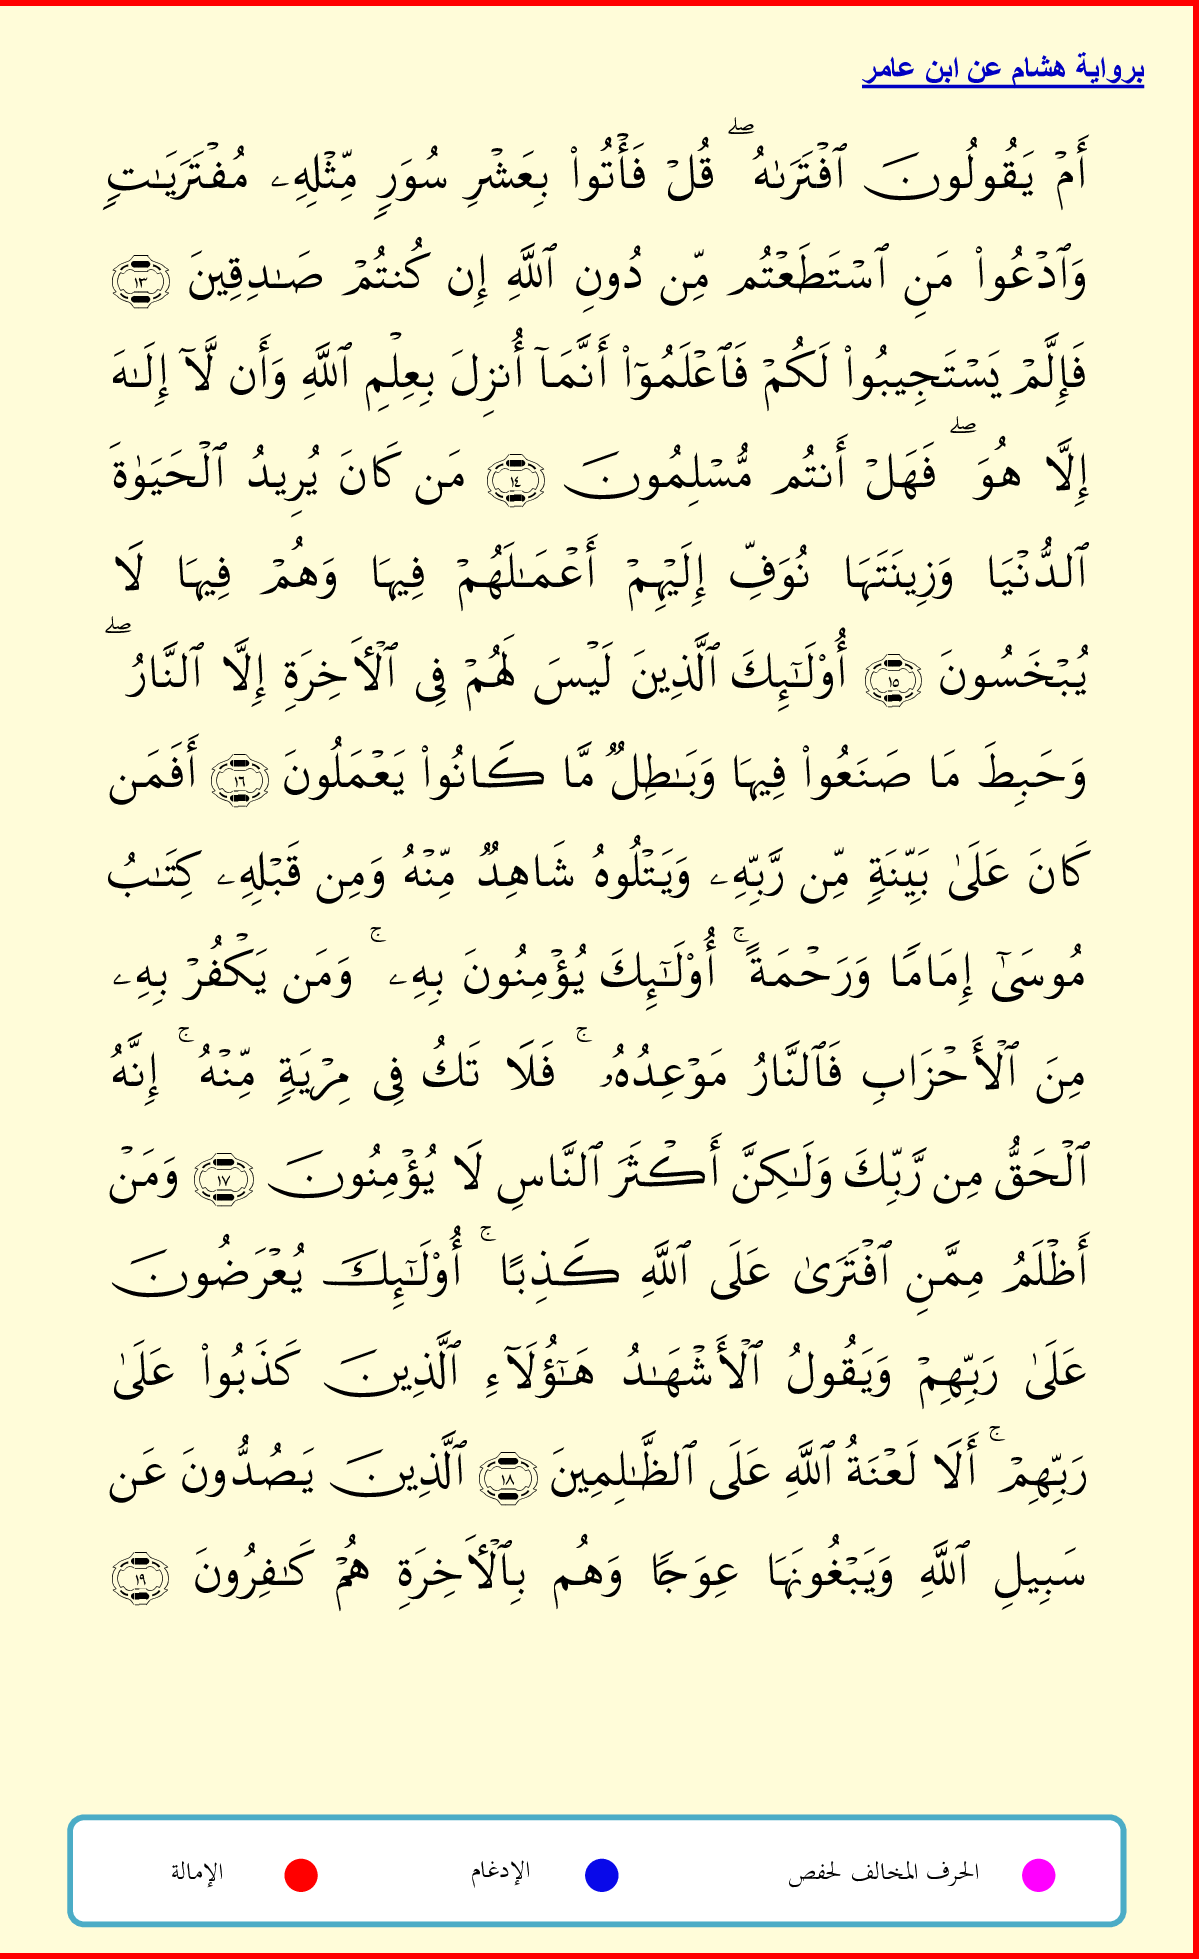 برواية هشام عن ابن عامر
أَمۡ يَقُولُونَ ٱفۡتَرَىٰهُۖ قُلۡ فَأۡتُواْ بِعَشۡرِ سُوَرٖ مِّثۡلِهِۦ مُفۡتَرَيَٰتٖ
وَٱدۡعُواْ مَنِ ٱسۡتَطَعۡتُم مِّن دُونِ ٱللَّهِ إِن كُنتُمۡ صَٰدِقِينَ ١٣
فَإِلَّمۡ يَسۡتَجِيبُواْ لَكُمۡ فَٱعۡلَمُوٓاْ أَنَّمَآ أُنزِلَ بِعِلۡمِ ٱللَّهِ وَأَن لَّآ إِلَٰهَ
إِلَّا هُوَۖ فَهَلۡ أَنتُم مُّسۡلِمُونَ ١٤ مَن كَانَ يُرِيدُ ٱلۡحَيَوٰةَ
ٱلدُّنۡيَا وَزِينَتَهَا نُوَفِّ إِلَيۡهِمۡ أَعۡمَٰلَهُمۡ فِيهَا وَهُمۡ فِيهَا لَا
يُبۡخَسُونَ ١٥ أُوْلَٰٓئِكَ ٱلَّذِينَ لَيۡسَ لَهُمۡ فِي ٱلۡأٓخِرَةِ إِلَّا ٱلنَّارُۖ
وَحَبِطَ مَا صَنَعُواْ فِيهَا وَبَٰطِلٞ مَّا كَانُواْ يَعۡمَلُونَ ١٦ أَفَمَن
كَانَ عَلَىٰ بَيِّنَةٖ مِّن رَّبِّهِۦ وَيَتۡلُوهُ شَاهِدٞ مِّنۡهُ وَمِن قَبۡلِهِۦ كِتَٰبُ
مُوسَىٰٓ إِمَامٗا وَرَحۡمَةًۚ أُوْلَٰٓئِكَ يُؤۡمِنُونَ بِهِۦۚ وَمَن يَكۡفُرۡ بِهِۦ
مِنَ ٱلۡأَحۡزَابِ فَٱلنَّارُ مَوۡعِدُهُۥۚ فَلَا تَكُ فِي مِرۡيَةٖ مِّنۡهُۚ إِنَّهُ
ٱلۡحَقُّ مِن رَّبِّكَ وَلَٰكِنَّ أَكۡثَرَ ٱلنَّاسِ لَا يُؤۡمِنُونَ ١٧ وَمَنۡ
أَظۡلَمُ مِمَّنِ ٱفۡتَرَىٰ عَلَى ٱللَّهِ كَذِبًاۚ أُوْلَٰٓئِكَ يُعۡرَضُونَ
عَلَىٰ رَبِّهِمۡ وَيَقُولُ ٱلۡأَشۡهَٰدُ هَٰٓؤُلَآءِ ٱلَّذِينَ كَذَبُواْ عَلَىٰ
رَبِّهِمۡۚ أَلَا لَعۡنَةُ ٱللَّهِ عَلَى ٱلظَّٰلِمِينَ ١٨ ٱلَّذِينَ يَصُدُّونَ عَن
سَبِيلِ ٱللَّهِ وَيَبۡغُونَهَا عِوَجٗا وَهُم بِٱلۡأٓخِرَةِ هُمۡ كَٰفِرُونَ ١٩
الحرف المخالف لحفص الإدغام الإمالة